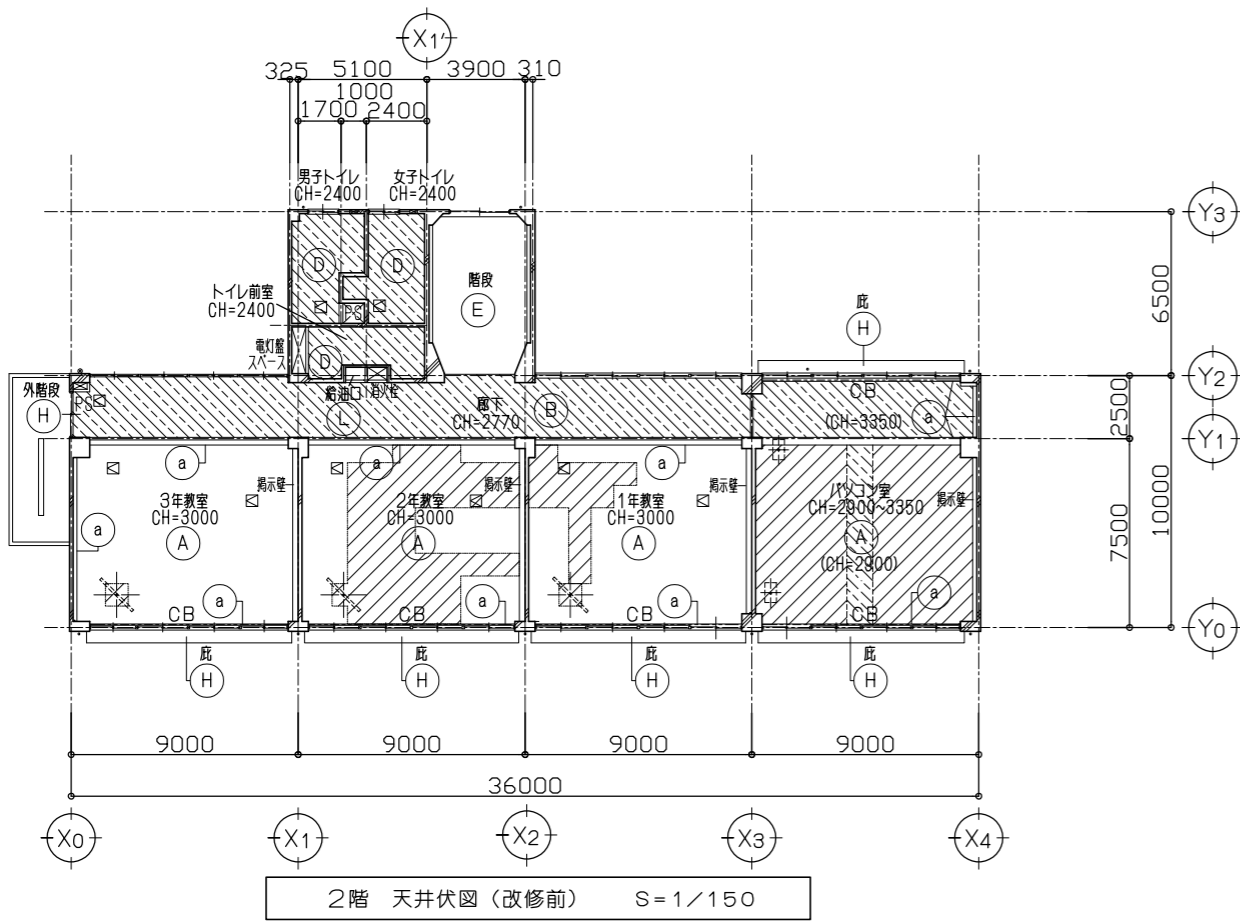 X1'
325 5100 3900 310
1000
1700 2400
男子トイレ
CH=2400
女子トイレ
CH=2400
Y3
D
D
階段
E
トイレ前室
CH=2400
PS
6500
庇
H
電灯盤
スペース
D
外階段
H
PS
給油口
消火栓
L
廊下
CH=2770
B
CB
(CH=3350)
a
Y2
2500
Y1
a
a
a
3年教室
CH=3000
A
a
掲示壁
2年教室
CH=3000
A
掲示壁
1年教室
CH=3000
A
掲示壁
パソコン室
CH=2900~3350
A
(CH=2900)
掲示壁
7500
10000
a
a
a
a
CB
CB
CB
CB
Y0
庇
H
庇
H
庇
H
庇
H
9000 9000 9000 9000
36000
X0 X1 X2 X3 X4
2階 天井伏図(改修前) S=1/150